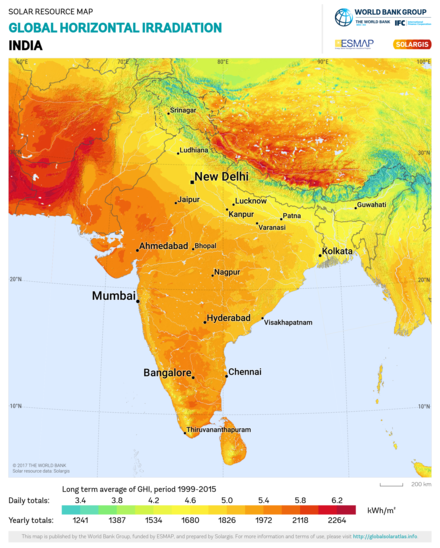 SOLAR RESOURCE MAP
GLOBAL HORIZONTAL IRRADIATION
INDIA
WORLD BANK GROUP
THE WORLD BANK
IFC
ESMAP
SOLARGIS
60°E
70°E
80°E
90°E
100°E
Srinagar
30°N
30°N
Ludhiana
New Delhi
Jaipur
Lucknow
Kanpur
Patna
Guwahati
Varanasi
Ahmedabad
Bhopal
Kolkata
Nagpur
20°N
20°N
Mumbai
Hyderabad
Visakhapatnam
Bangalore
Chennai
10°N
10°N
Thiruvananthapuram
© 2017 THE WORLD BANK
Solar resource data: Solargis
200 km
Long term average of GHI, period 1999-2015
Daily totals: 3.4 3.8 4.2 4.6 5.0 5.4 5.8 6.2
kWh/m²
Yearly totals: 1241 1387 1534 1680 1826 1972 2118 2264
This map is published by the World Bank Group, funded by ESMAP, and prepared by Solargis. For more information and terms of use, please visit http://globalsolaratlas.info